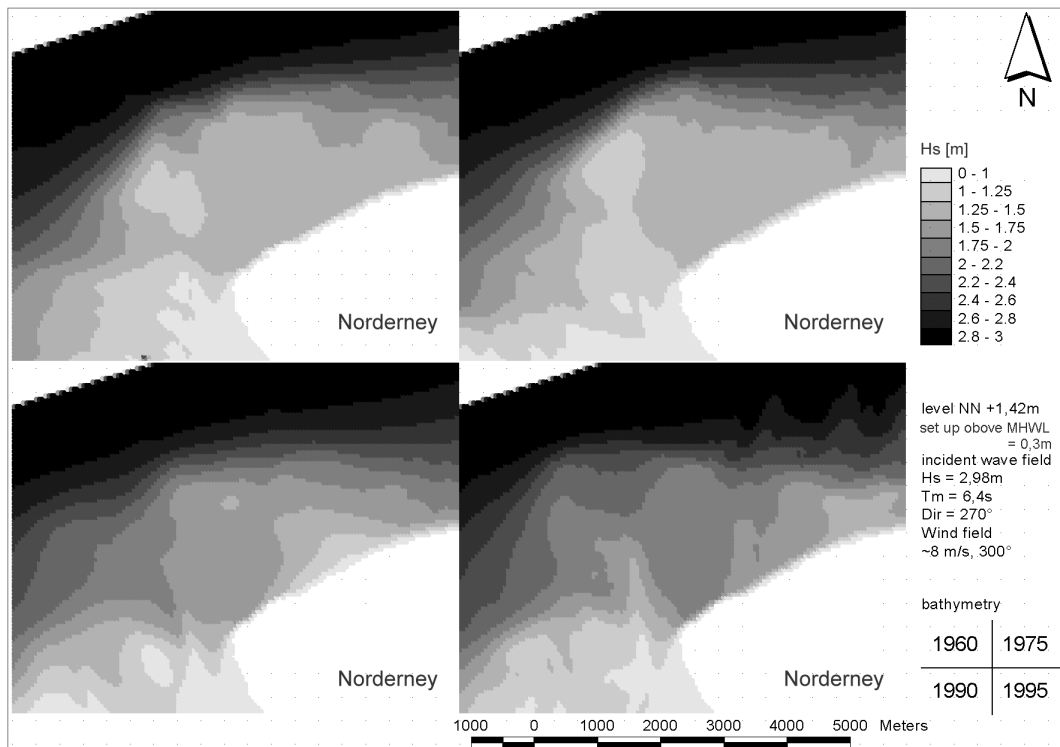 N
Hs [m]
0 - 1
1 - 1.25
1.25 - 1.5
1.5 - 1.75
1.75 - 2
2 - 2.2
2.2 - 2.4
2.4 - 2.6
2.6 - 2.8
2.8 - 3
Norderney
Norderney
level NN +1,42m
set up obove MHWL
= 0,3m
incident wave field
Hs = 2,98m
Tm = 6,4s
Dir = 270°
Wind field
~8 m/s, 300°
bathymetry
1960 1975
1990 1995
Norderney
Norderney
1000 0 1000 2000 3000 4000 5000 Meters